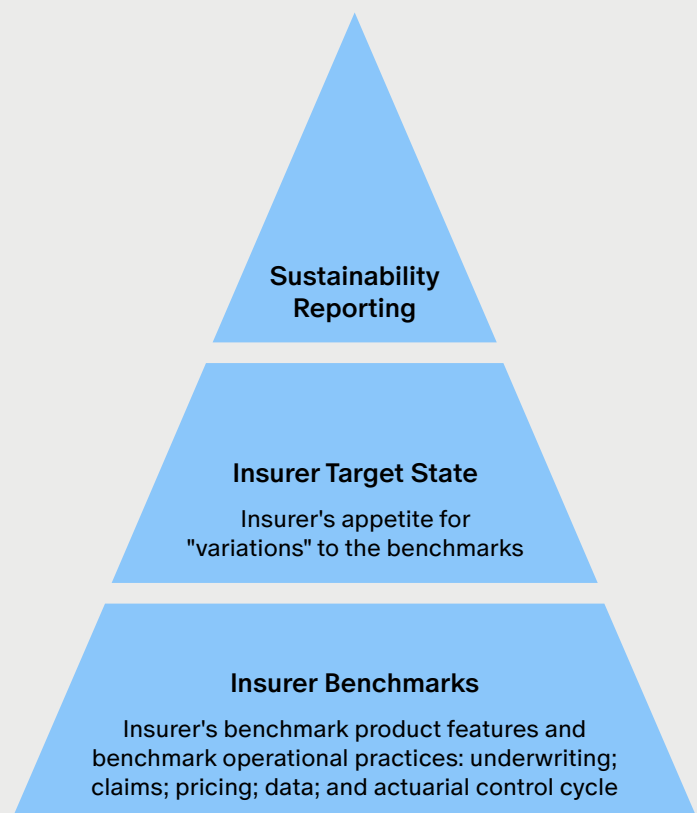 Sustainability
Reporting
Insurer Target State
Insurer's appetite for
"variations" to the benchmarks
Insurer Benchmarks
Insurer's benchmark product features and
benchmark operational practices: underwriting;
claims; pricing; data; and actuarial control cycle